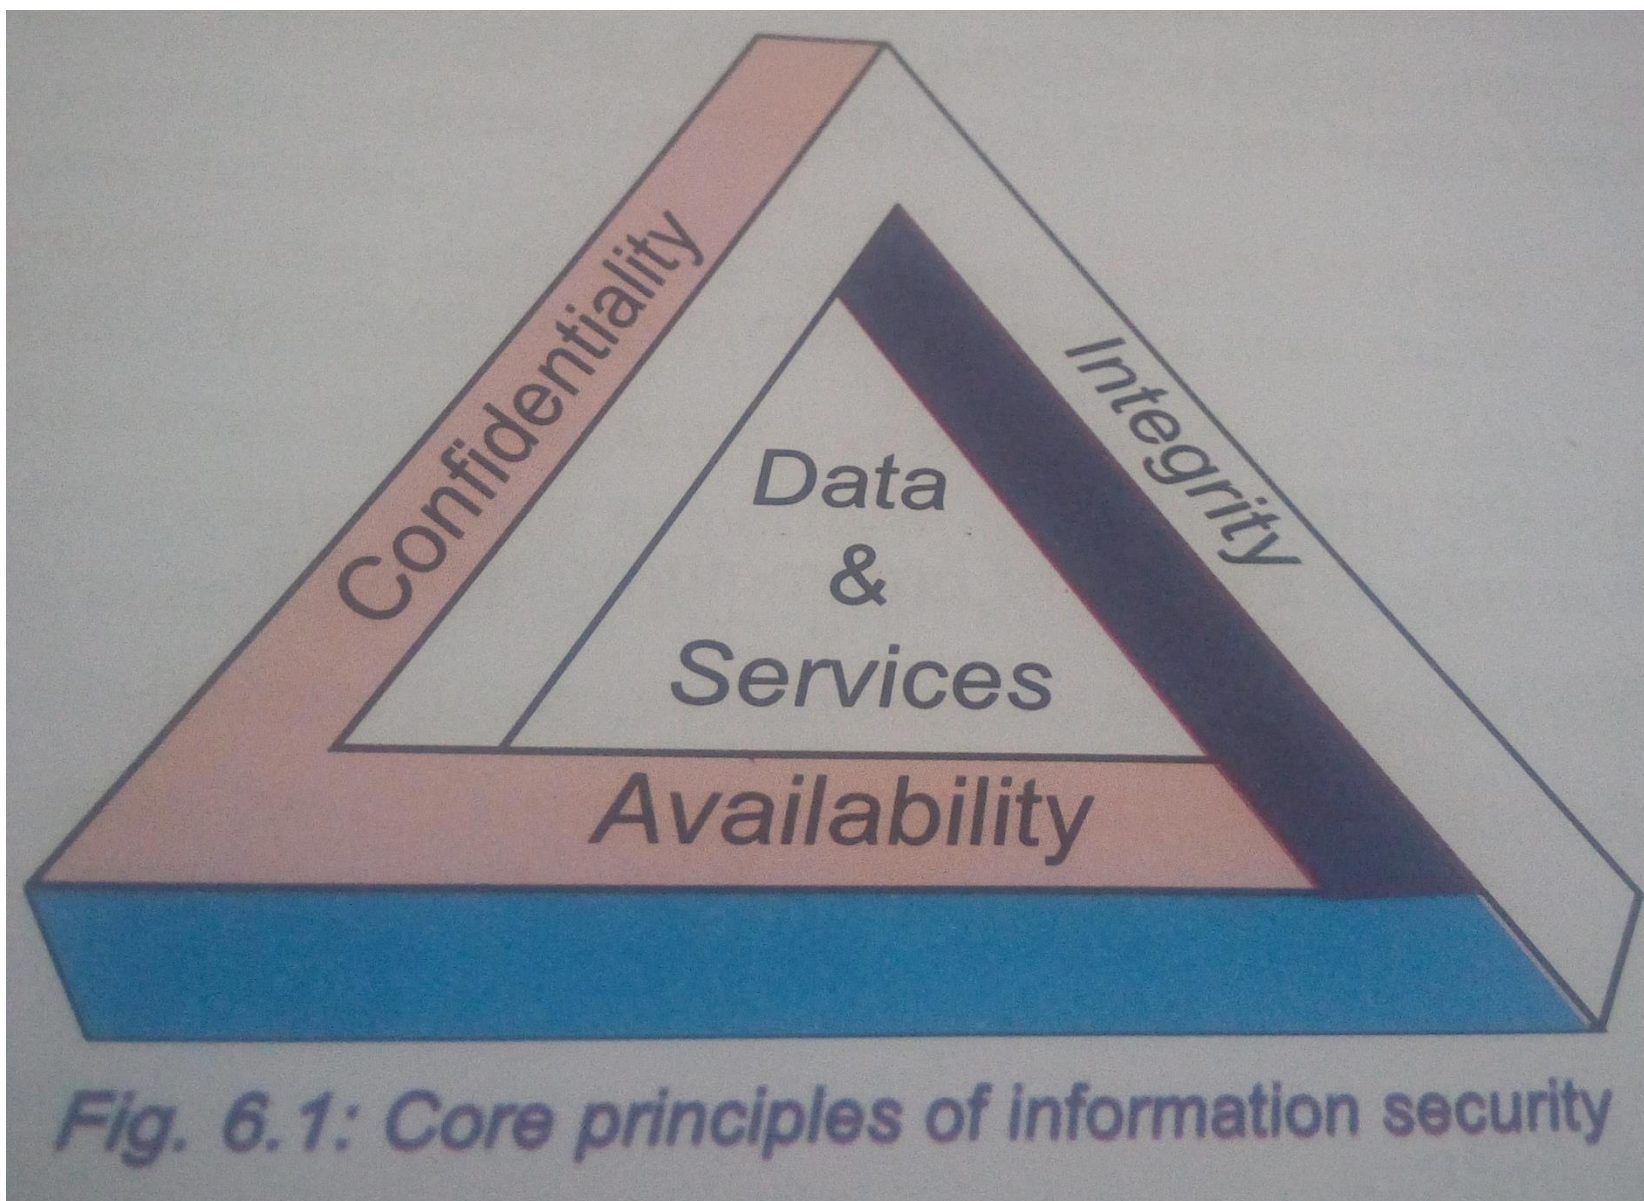 Confidentiality
Integrity
Data
&
Services
Availability
Fig. 6.1: Core principles of information security